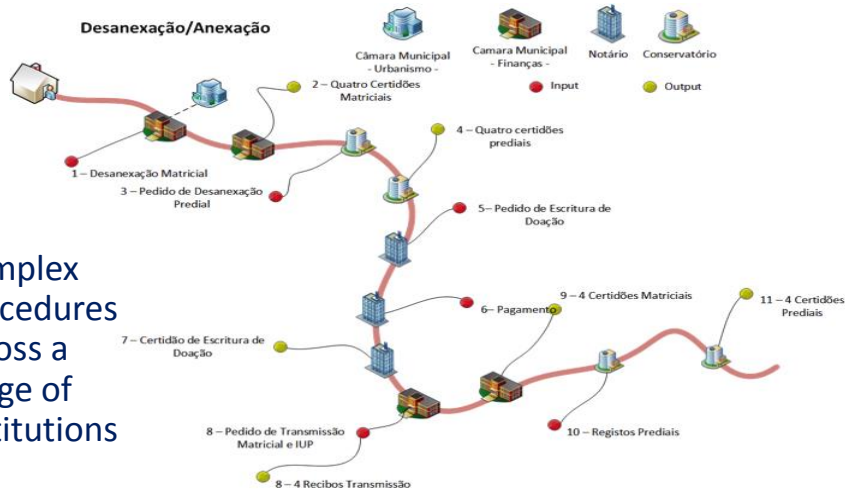 Desanexação/Anexação
Câmara Municipal
- Urbanismo -
Camara Municipal
- Finanças -
Notário
Conservatório
Input
Output
2 – Quatro Certidões
Matriciais
1 – Desanexação Matricial
3 – Pedido de Desanexação
Predial
4 – Quatro certidões
prediais
5– Pedido de Escritura de
Doação
mplex
cedures
oss a
ge of
titutions
6– Pagamento
7 – Certidão de Escritura de
Doação
8 – Pedido de Transmissão
Matricial e IUP
8 – 4 Recibos Transmissão
9 – 4 Certidões Matriciais
10 – Registos Prediais
11 – 4 Certidões
Prediais